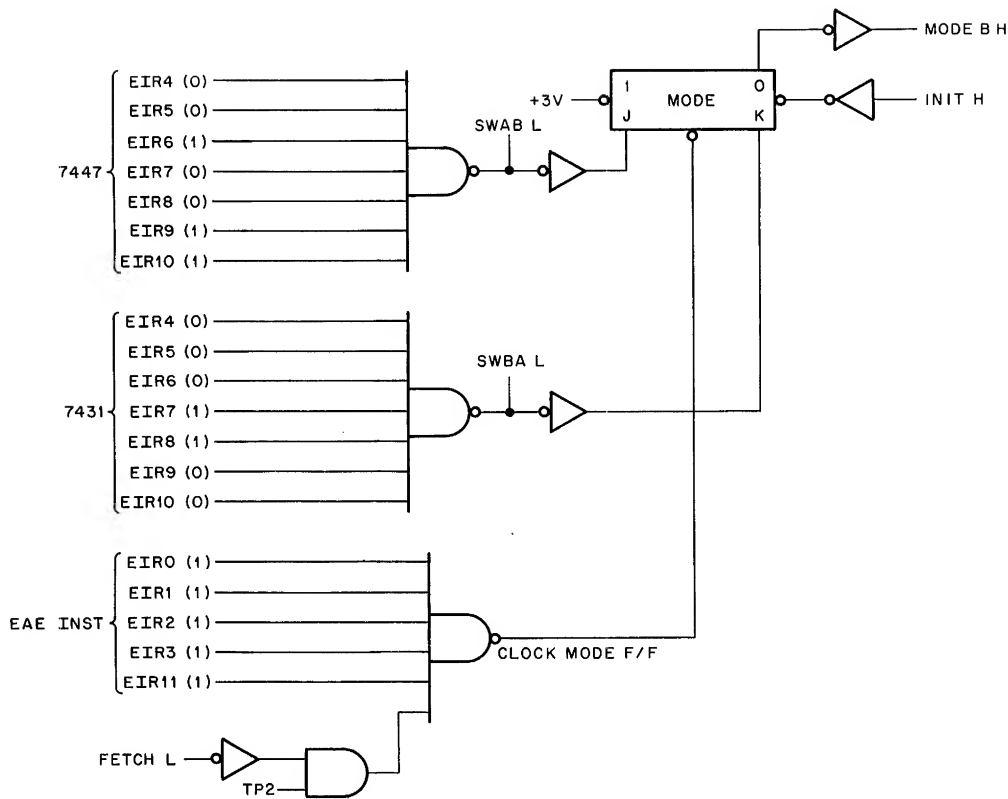 MODE B H
EIR4 (0)
EIR5 (0)
EIR6 (1)
EIR7 (0)
EIR8 (0)
EIR9 (1)
EIR10 (1)
7447
SWAB L
+3V
1
MODE
0
J
K
INIT H
EIR4 (0)
EIR5 (0)
EIR6 (0)
EIR7 (1)
EIR8 (1)
EIR9 (0)
EIR10 (0)
7431
SWBA L
EIR0 (1)
EIR1 (1)
EIR2 (1)
EIR3 (1)
EIR11 (1)
EAE INST
CLOCK MODE F/F
FETCH L
TP2